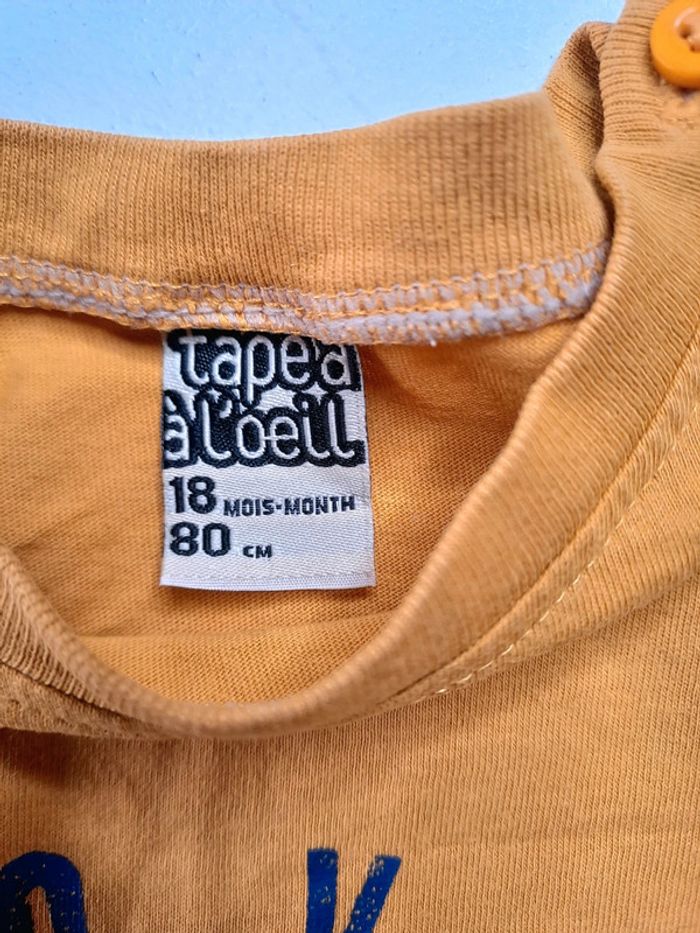 tape à
à l'oeil
18 MOIS-MONTH
80 CM